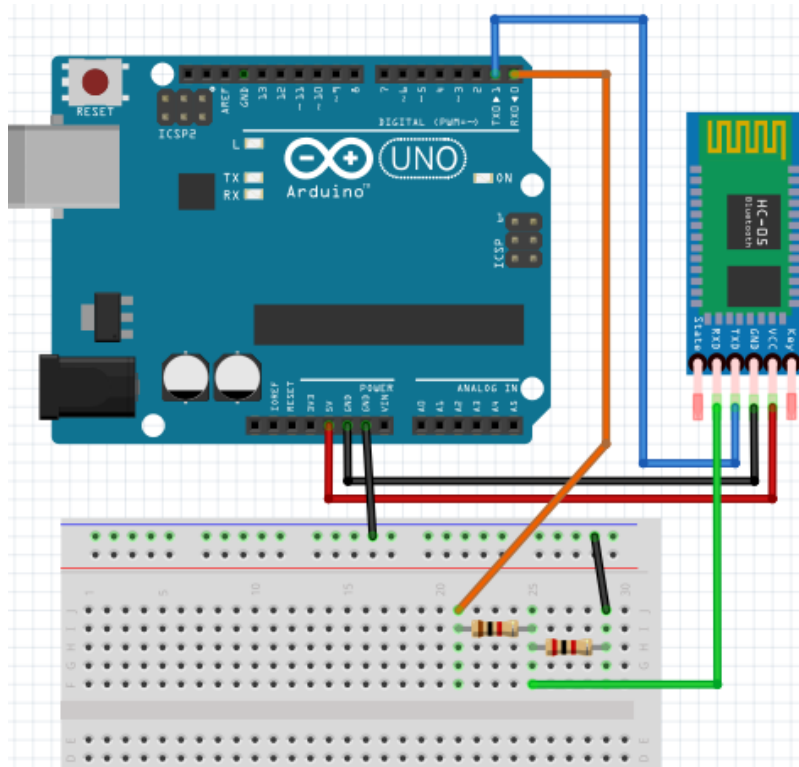 RESET
ICSP2
AREF
GND
13
12
~11
~10
~9
8
7
~6
~5
4
~3
2
TX0►1
RX0◄0
DIGITAL (PWM=~)
L
TX
RX
UNO
Arduino™
ON
1
ICSP
HC-05
Bluetooth
State
RXD
TXD
GND
VCC
Key
POWER
ANALOG IN
IOREF
RESET
3V3
5V
GND
GND
VIN
A0
A1
A2
A3
A4
A5
1
5
10
15
20
25
30
J
J
I
I
H
H
G
G
F
F
E
E
D
D